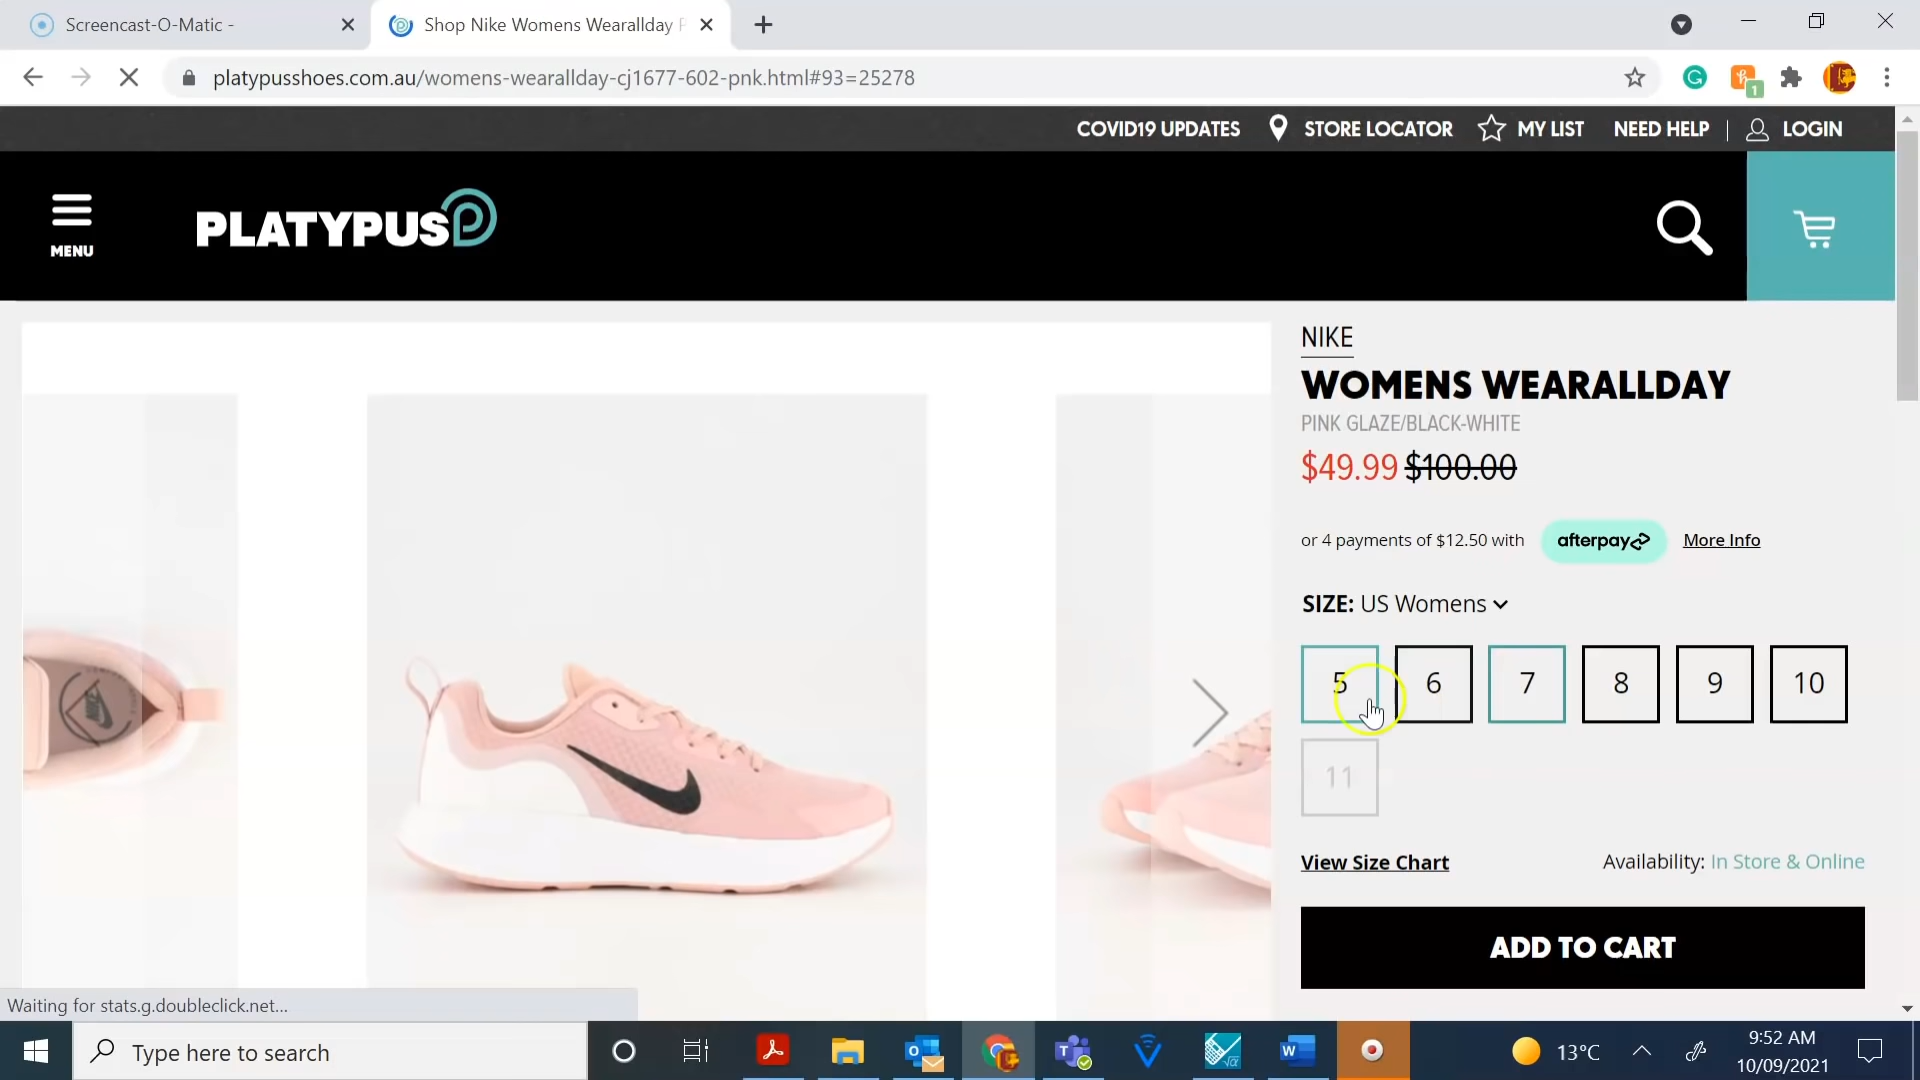 Screencast-O-Matic -
Shop Nike Womens Wearallday
platypusshoes.com.au/womens-wearallday-cj1677-602-pnk.html#93=25278
1
COVID19 UPDATES STORE LOCATOR MY LIST NEED HELP | LOGIN
MENU
PLATYPUS
NIKE
WOMENS WEARALLDAY
PINK GLAZE/BLACK-WHITE
$49.99 $100.00
or 4 payments of $12.50 with afterpay More Info
SIZE: US Womens
5 6 7 8 9 10
11
View Size Chart Availability: In Store & Online
ADD TO CART
Waiting for stats.g.doubleclick.net...
Type here to search
13°C
9:52 AM
10/09/2021